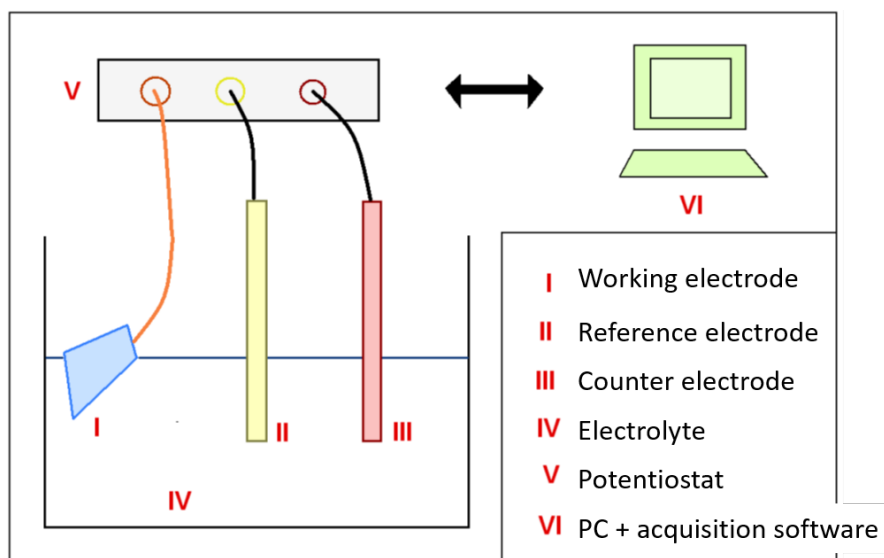 V
VI
I
II
III
IV
I Working electrode
II Reference electrode
III Counter electrode
IV Electrolyte
V Potentiostat
VI PC + acquisition software